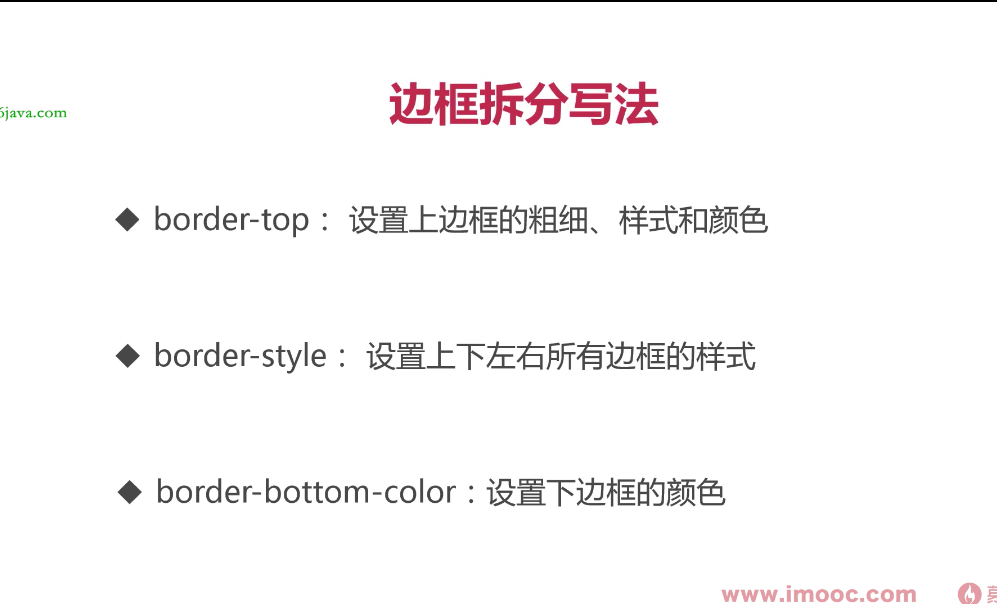 边框拆分写法
6java.com
◆ border-top： 设置上边框的粗细、样式和颜色
◆ border-style： 设置上下左右所有边框的样式
◆ border-bottom-color：设置下边框的颜色
www.imooc.com